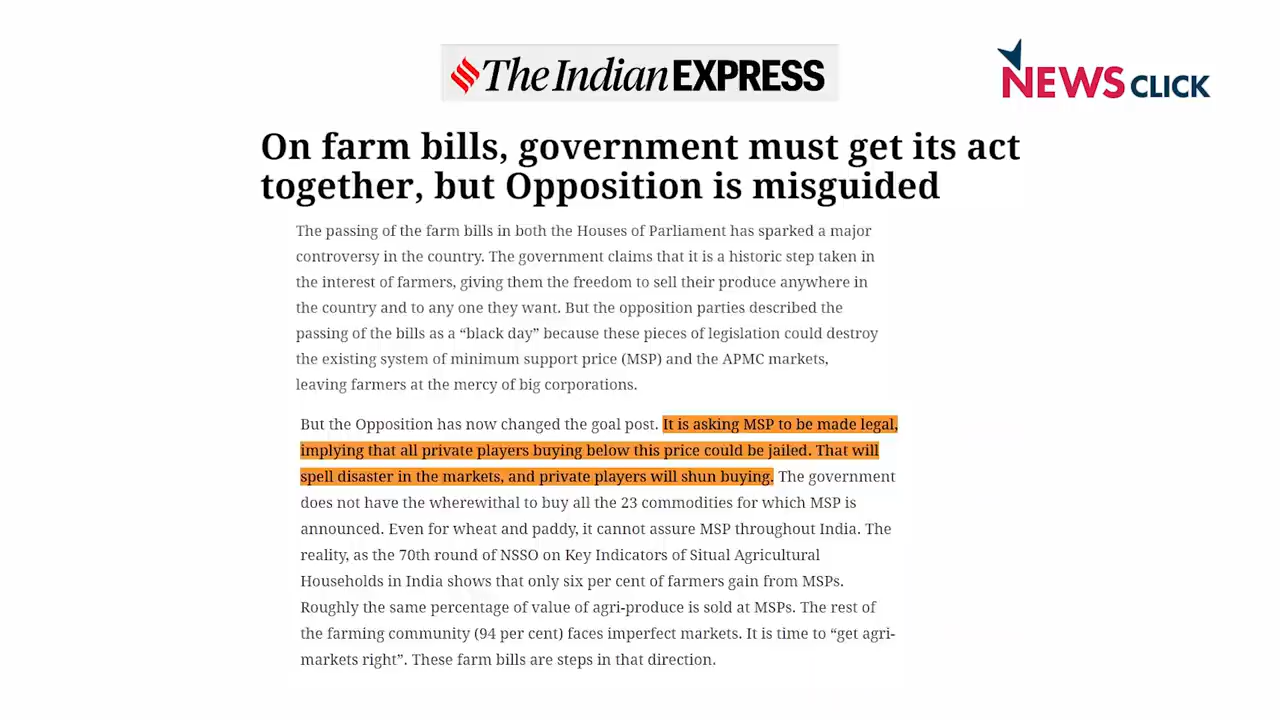 The Indian EXPRESS
NEWS CLICK
On farm bills, government must get its act
together, but Opposition is misguided
The passing of the farm bills in both the Houses of Parliament has sparked a major
controversy in the country. The government claims that it is a historic step taken in
the interest of farmers, giving them the freedom to sell their produce anywhere in
the country and to any one they want. But the opposition parties described the
passing of the bills as a “black day” because these pieces of legislation could destroy
the existing system of minimum support price (MSP) and the APMC markets,
leaving farmers at the mercy of big corporations.
But the Opposition has now changed the goal post. It is asking MSP to be made legal,
implying that all private players buying below this price could be jailed. That will
spell disaster in the markets, and private players will shun buying. The government
does not have the wherewithal to buy all the 23 commodities for which MSP is
announced. Even for wheat and paddy, it cannot assure MSP throughout India. The
reality, as the 70th round of NSSO on Key Indicators of Situal Agricultural
Households in India shows that only six per cent of farmers gain from MSPs.
Roughly the same percentage of value of agri-produce is sold at MSPs. The rest of
the farming community (94 per cent) faces imperfect markets. It is time to “get agri-
markets right”. These farm bills are steps in that direction.